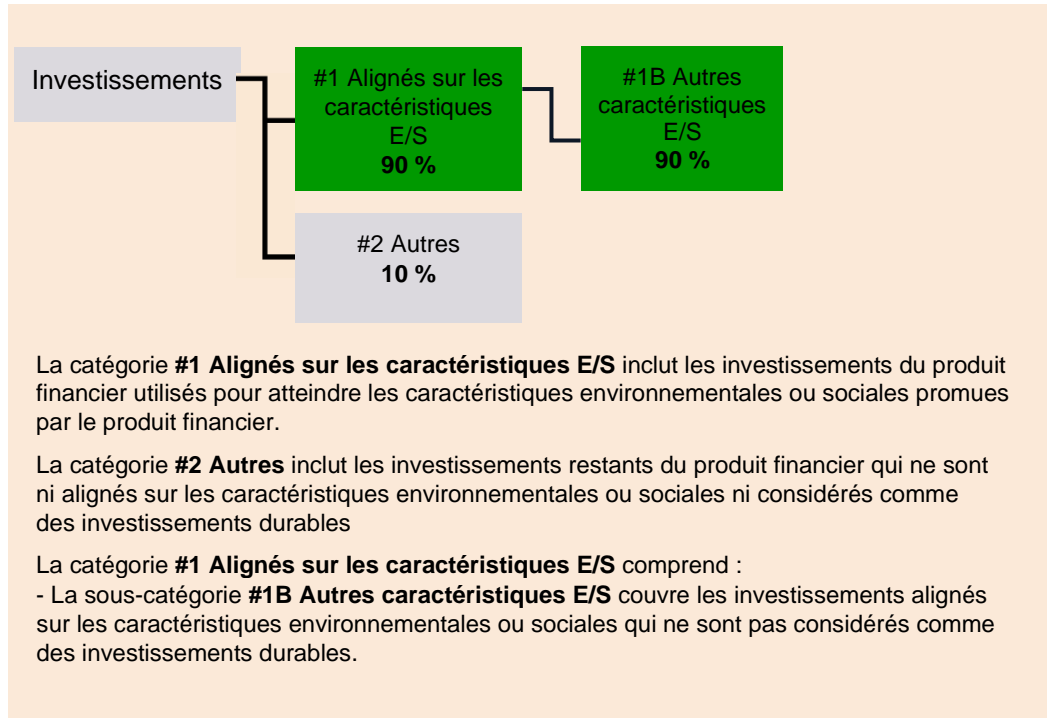 Investissements
#1 Alignés sur les
caractéristiques
E/S
90 %
#1B Autres
caractéristiques
E/S
90 %
#2 Autres
10 %
La catégorie #1 Alignés sur les caractéristiques E/S inclut les investissements du produit
financier utilisés pour atteindre les caractéristiques environnementales ou sociales promues
par le produit financier.
La catégorie #2 Autres inclut les investissements restants du produit financier qui ne sont
ni alignés sur les caractéristiques environnementales ou sociales ni considérés comme
des investissements durables
La catégorie #1 Alignés sur les caractéristiques E/S comprend :
- La sous-catégorie #1B Autres caractéristiques E/S couvre les investissements alignés
sur les caractéristiques environnementales ou sociales qui ne sont pas considérés comme
des investissements durables.